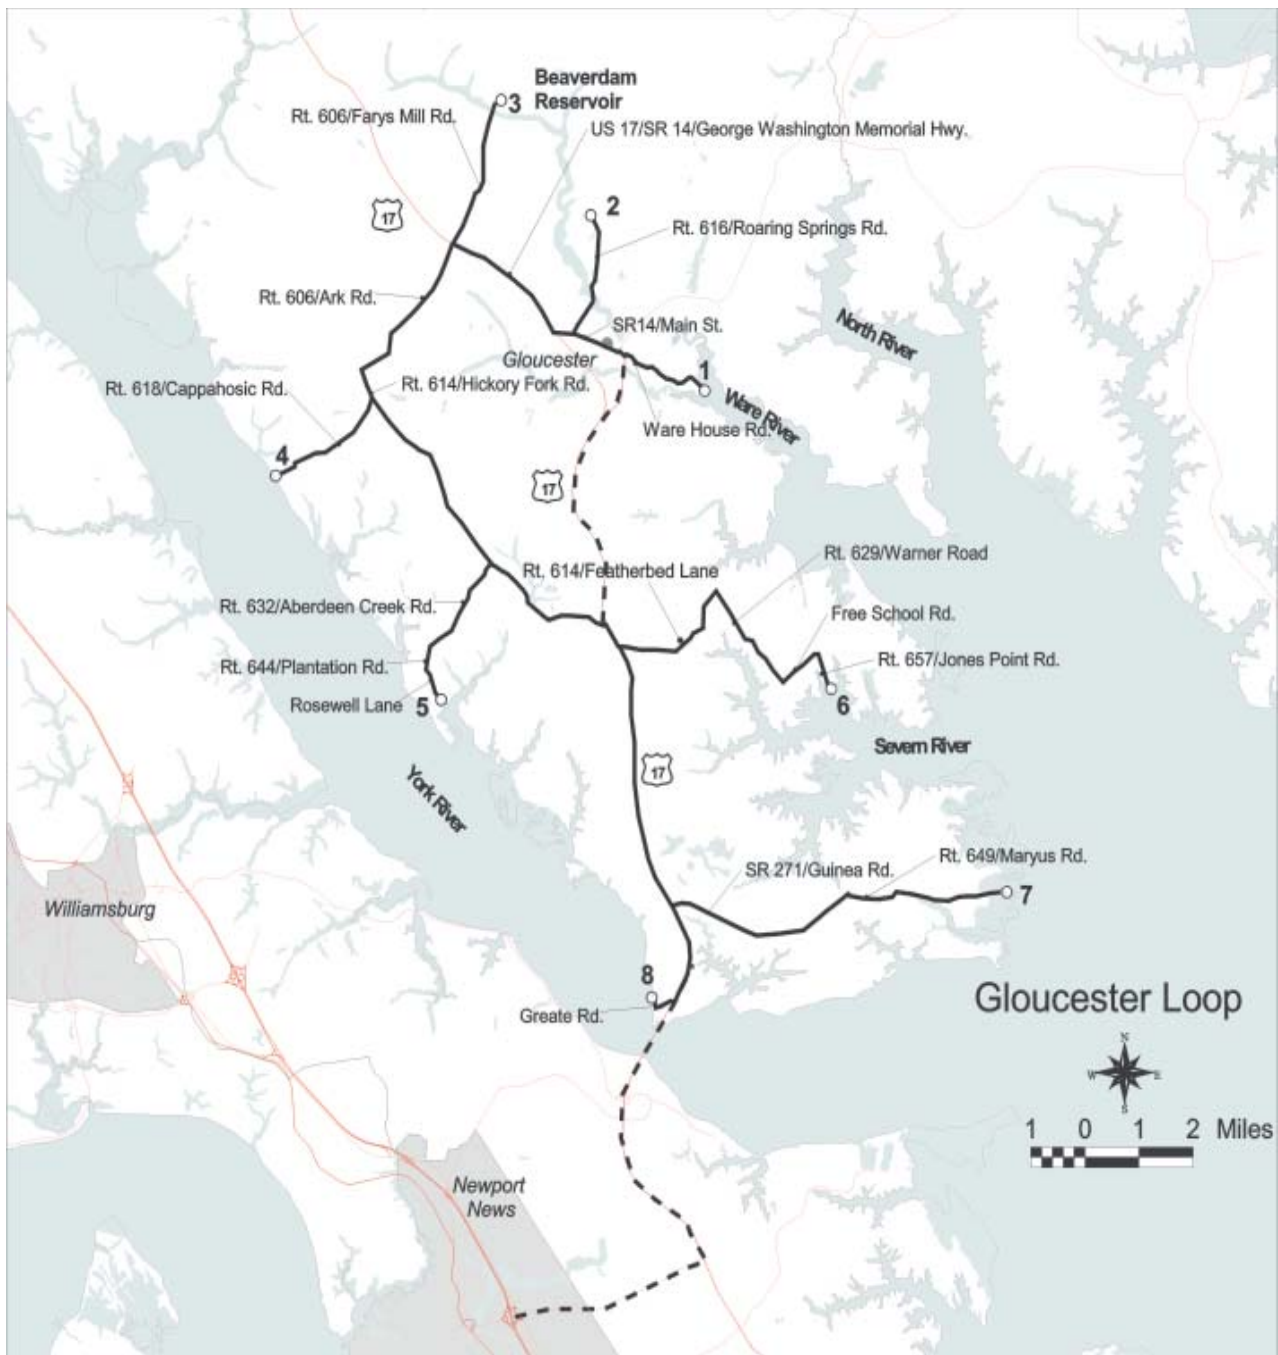 Beaverdam
Reservoir
3
Rt. 606/Farys Mill Rd.
US 17/SR 14/George Washington Memorial Hwy.
17
2
Rt. 616/Roaring Springs Rd.
Rt. 606/Ark Rd.
SR14/Main St.
North River
Gloucester
1
Rt. 618/Cappahosic Rd.
Rt. 614/Hickory Fork Rd.
Ware River
Ware House Rd.
4
17
Rt. 629/Warner Road
Rt. 614/Featherbed Lane
Rt. 632/Aberdeen Creek Rd.
Free School Rd.
Rt. 644/Plantation Rd.
Rt. 657/Jones Point Rd.
Rosewell Lane
5
6
Severn River
17
York River
SR 271/Guinea Rd.
Rt. 649/Maryus Rd.
7
Williamsburg
8
Greate Rd.
Gloucester Loop
N
W
E
S
1 0 1 2 Miles
Newport
News